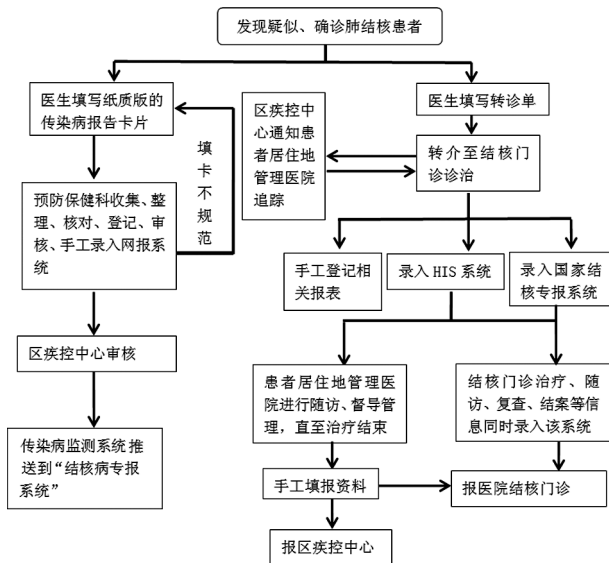 发现疑似、确诊肺结核患者
医生填写纸质版的
传染病报告卡片
医生填写转诊单
区疾控中
心通知患
者居住地
管理医院
追踪
转介至结核门
诊诊治
填卡不规范
预防保健科收集、整
理、核对、登记、审
核、手工录入网报系
统
手工登记相
关报表
录入 HIS 系统
录入国家结
核专报系统
区疾控中心审核
患者居住地管理医
院进行随访、督导管
理，直至治疗结束
结核门诊治疗、随
访、复查、结案等信
息同时录入该系统
传染病监测系统推
送到“结核病专报
系统”
手工填报资料
报医院结核门诊
报区疾控中心